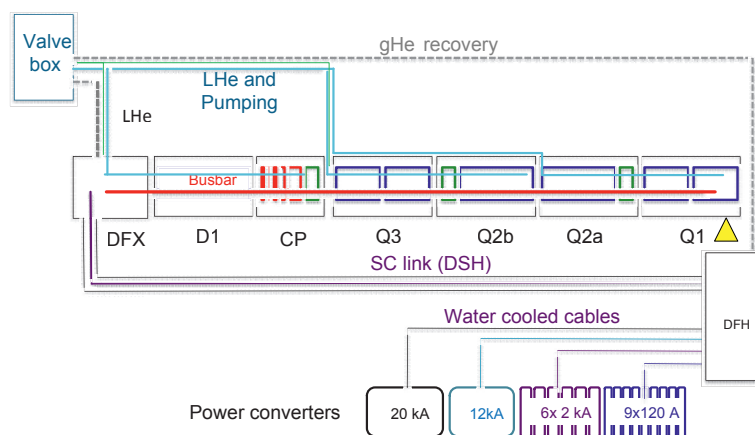 Valve
box
gHe recovery
LHe and
Pumping
LHe
Busbar
DFX
D1
CP
Q3
Q2b
Q2a
Q1
SC link (DSH)
DFH
Water cooled cables
Power converters
20 kA
12kA
6x 2 kA
9x120 A